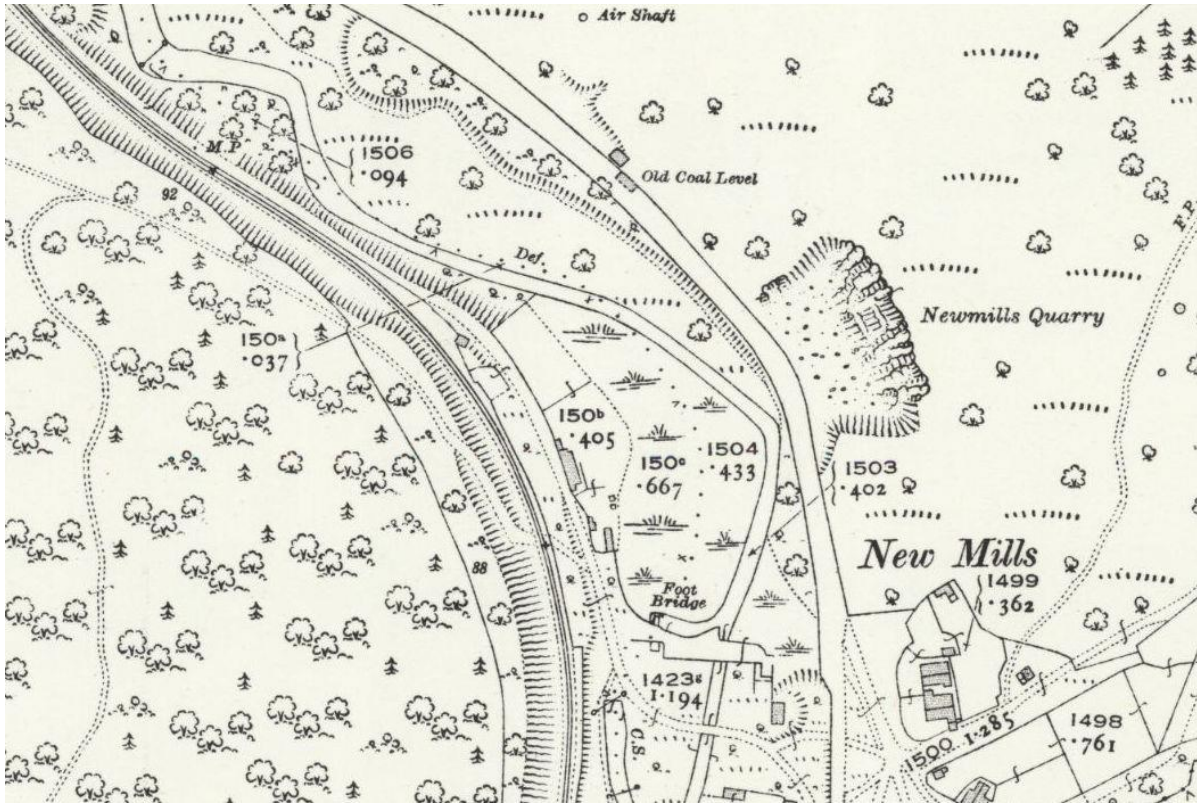 Air Shaft
M.P
1506
·094
92
Old Coal Level
F.P.
Def.
Newmills Quarry
150a
·037
150b
·405
150c
·667
1504
·433
1503
·402
88
New Mills
1499
·362
Foot
Bridge
1423g
1·194
C.S.
1500
1·285
1498
·761